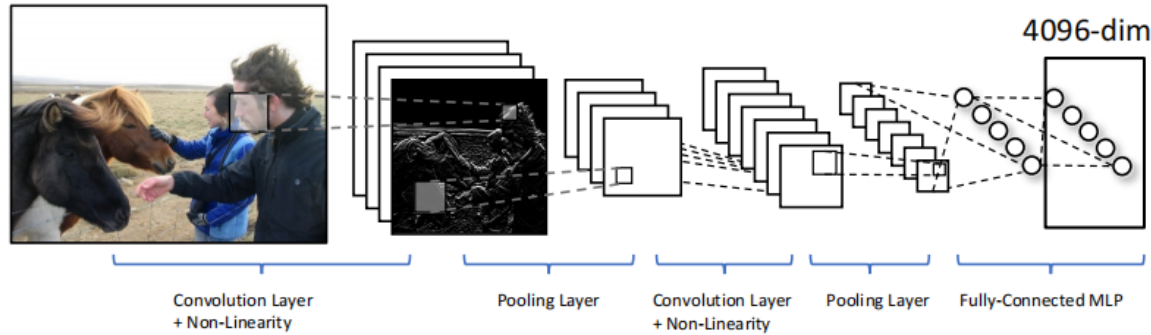 4096-dim
Convolution Layer
+ Non-Linearity
Pooling Layer
Convolution Layer
+ Non-Linearity
Pooling Layer
Fully-Connected MLP